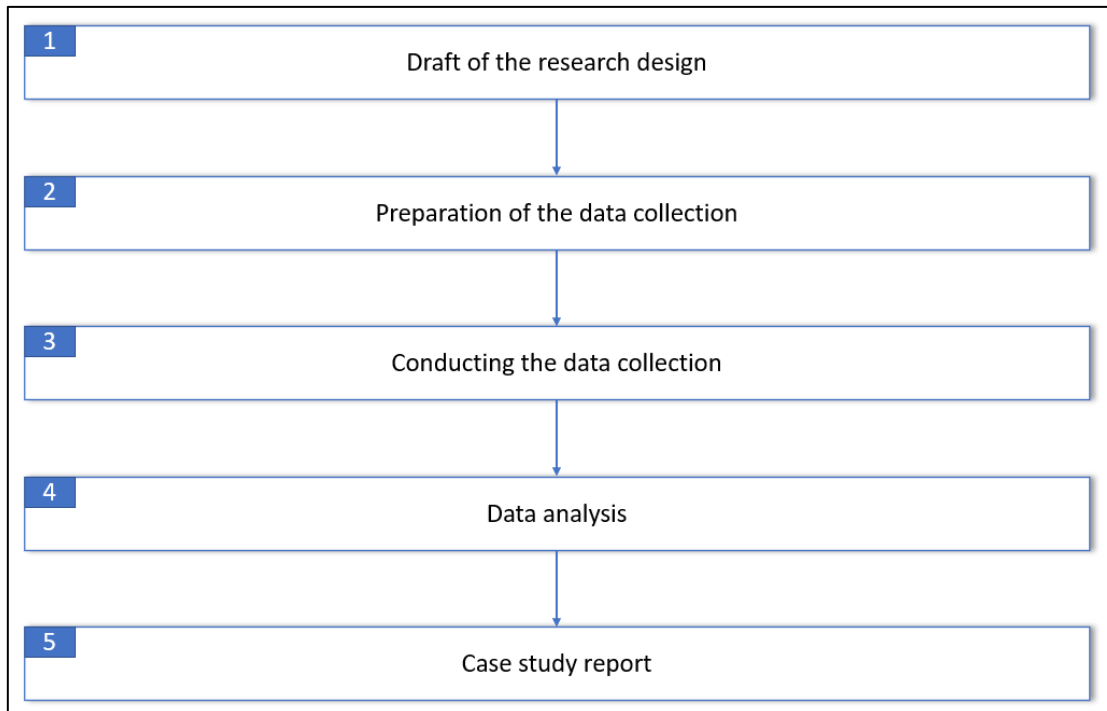 1
Draft of the research design
2
Preparation of the data collection
3
Conducting the data collection
4
Data analysis
5
Case study report